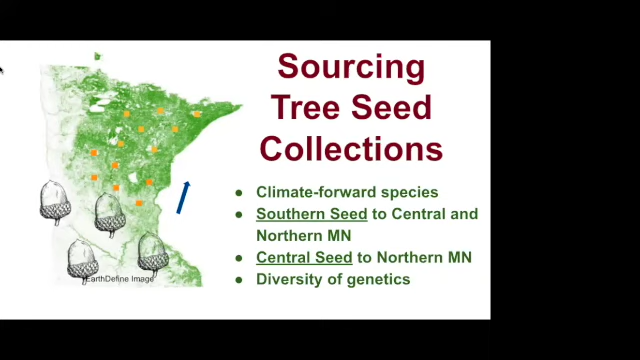 Sourcing
Tree Seed
Collections
● Climate-forward species
● Southern Seed to Central and
Northern MN
● Central Seed to Northern MN
● Diversity of genetics
EarthDefine Image